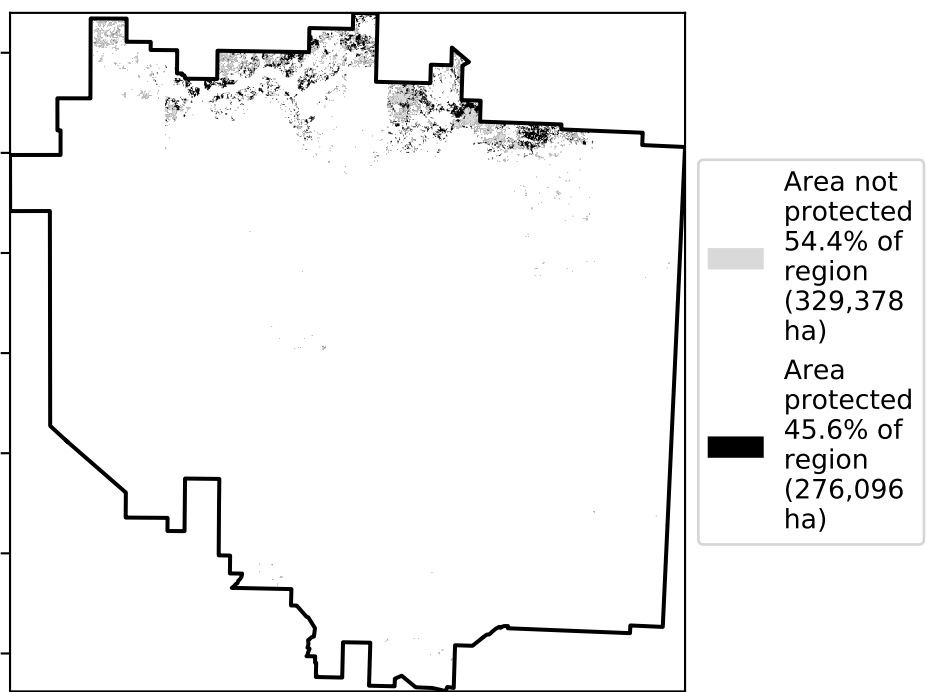 Area not
protected
54.4% of
region
(329,378
ha)
Area
protected
45.6% of
region
(276,096
ha)